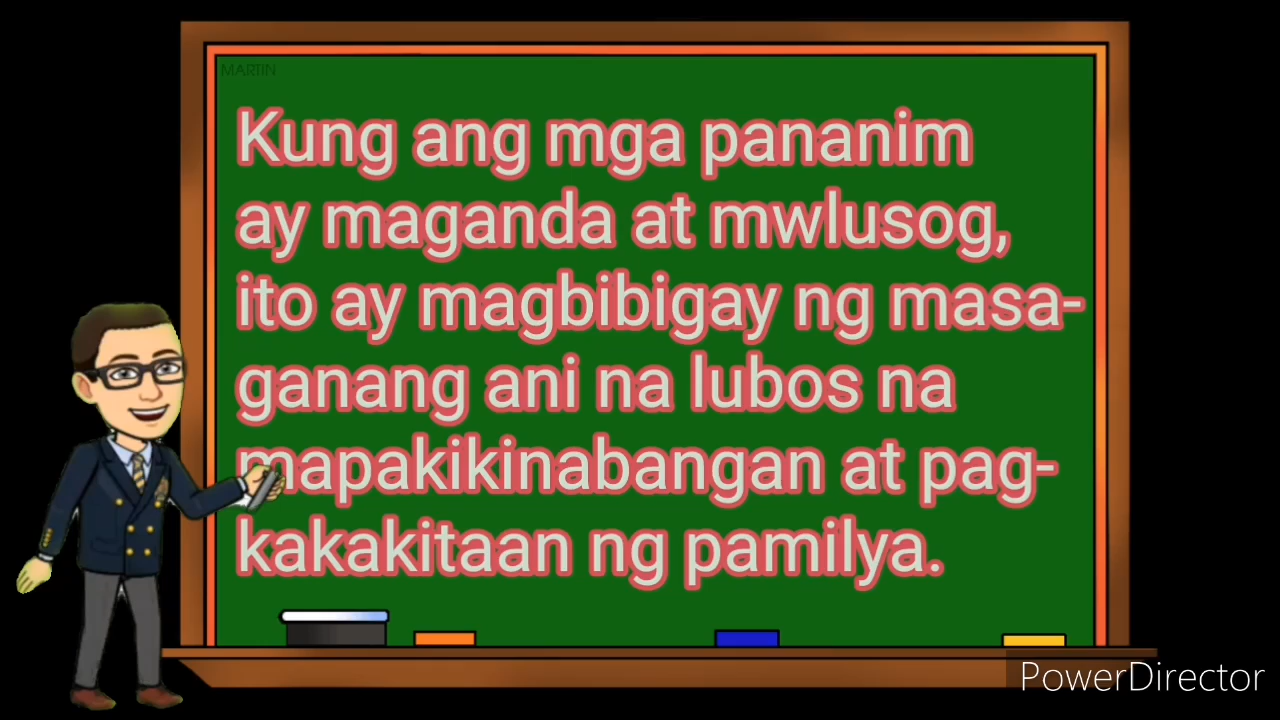 MARTIN
Kung ang mga pananim
ay maganda at mwlusog,
ito ay magbibigay ng masa-
ganang ani na lubos na
mapakikinabangan at pag-
kakakitaan ng pamilya.
PowerDirector